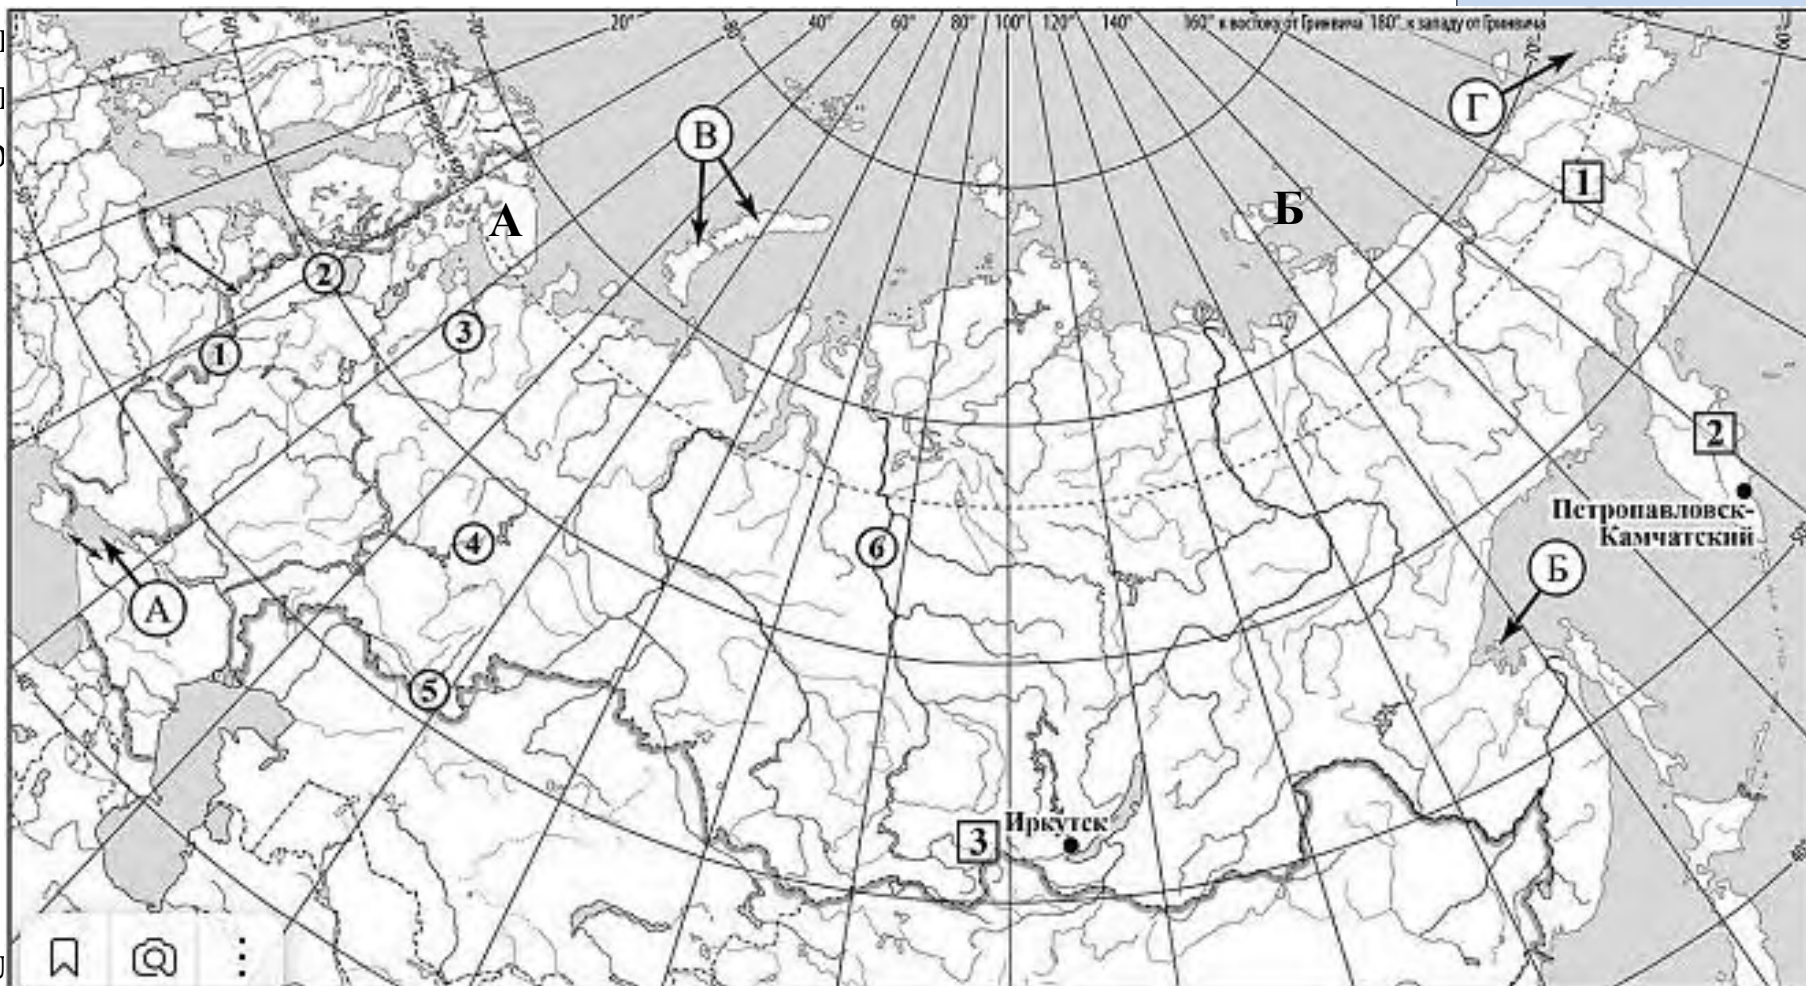 20° 40° 60° 80° 100° 120° 140° 160° к востоку от Гринвича 180° к западу от Гринвича
Г
В
1
А
Б
2
3
1
2
Петропавловск-
Камчатский
4
6
Б
А
5
3
Иркутск